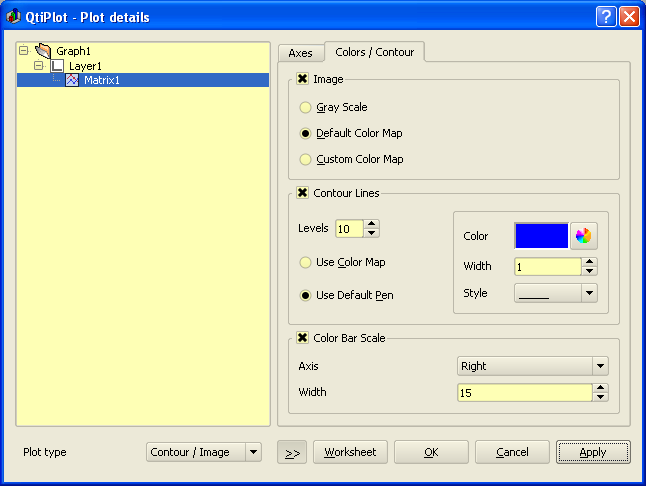 QtiPlot - Plot details
Graph1
Layer1
Matrix1
Axes
Colors / Contour
Image
Gray Scale
Default Color Map
Custom Color Map
Contour Lines
Levels 10
Use Color Map
Use Default Pen
Color
Width 1
Style
Color Bar Scale
Axis Right
Width 15
Plot type Contour / Image >> Worksheet OK Cancel Apply